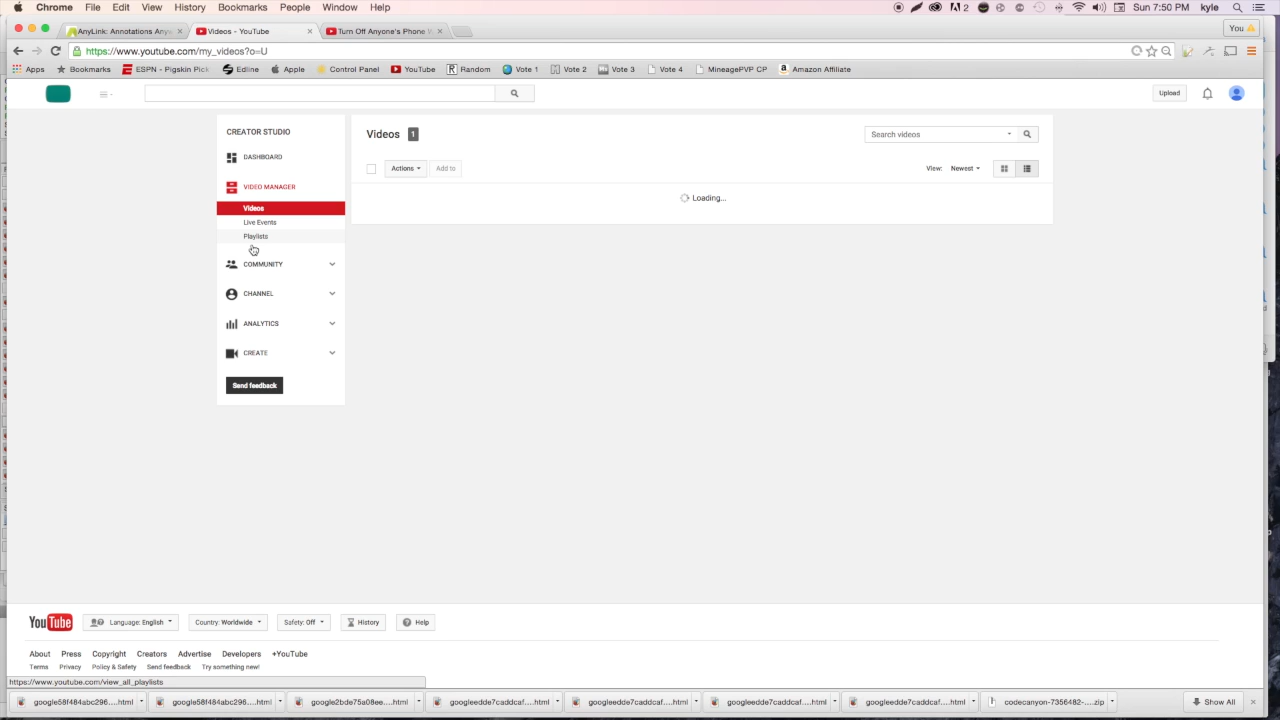 Chrome File Edit View History Bookmarks People Window Help
2 Sun 7:50 PM kyle
AnyLink: Annotations Any Videos - YouTube Turn Off Anyone's Phone You
https://www.youtube.com/my_videos?o=U
Apps Bookmarks ESPN - Pigskin Pick Edline Apple Control Panel YouTube Random Vote 1 Vote 2 Vote 3 Vote 4 MineagePVP CP Amazon Affiliate
Upload
CREATOR STUDIO
DASHBOARD
VIDEO MANAGER
Videos
Live Events
Playlists
COMMUNITY
CHANNEL
ANALYTICS
CREATE
Send feedback
Videos 1
Search videos
Actions Add to
View: Newest
Loading...
YouTube Language: English Country: Worldwide Safety: Off History Help
About Press Copyright Creators Advertise Developers +YouTube
Terms Privacy Policy & Safety Send feedback Try something new!
https://www.youtube.com/view_all_playlists
google58f484abc296....html google58f484abc296....html google2bde75a08ee....html googleedde7caddcaf....html googleedde7caddcaf....html googleedde7caddcaf....html googleedde7caddcaf....html codecanyon-7356482-....zip Show All